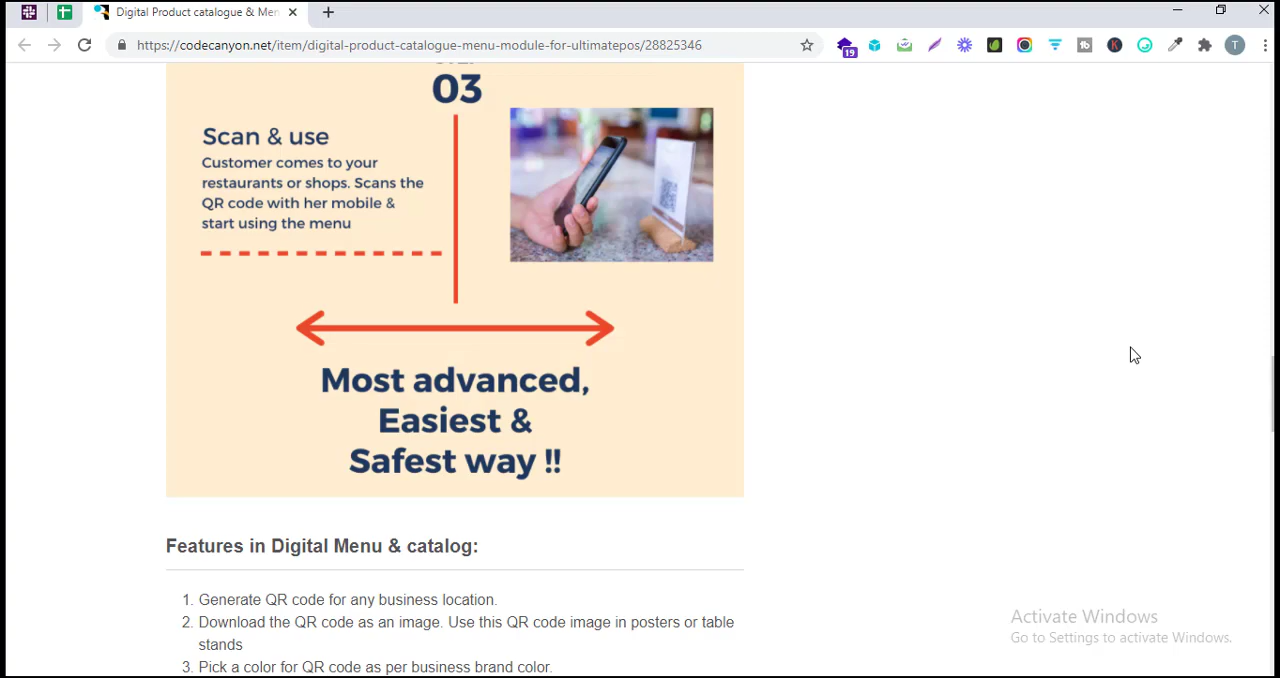 Digital Product catalogue & Men
https://codecanyon.net/item/digital-product-catalogue-menu-module-for-ultimatepos/28825346
19
tb
K
T
03
Scan & use
Customer comes to your
restaurants or shops. Scans the
QR code with her mobile &
start using the menu
Most advanced,
Easiest &
Safest way !!
Features in Digital Menu & catalog:
1. Generate QR code for any business location.
2. Download the QR code as an image. Use this QR code image in posters or table
stands
3. Pick a color for QR code as per business brand color.
Activate Windows
Go to Settings to activate Windows.